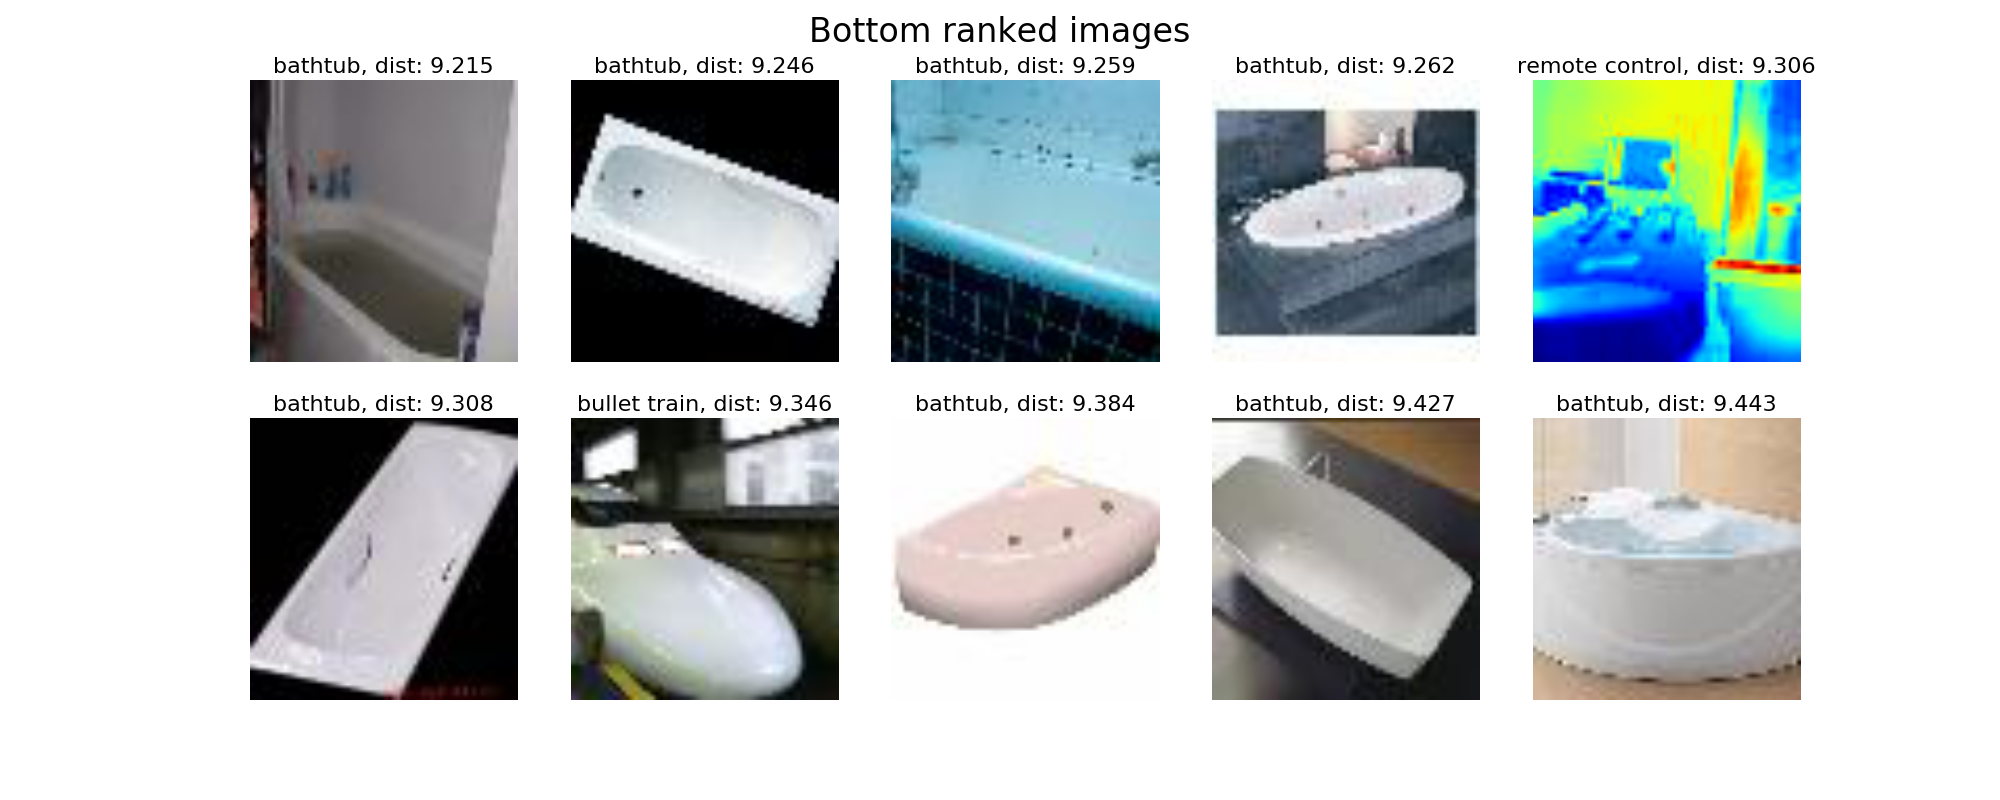 Bottom ranked images
bathtub, dist: 9.215
bathtub, dist: 9.246
bathtub, dist: 9.259
bathtub, dist: 9.262
remote control, dist: 9.306
bathtub, dist: 9.308
bullet train, dist: 9.346
bathtub, dist: 9.384
bathtub, dist: 9.427
bathtub, dist: 9.443